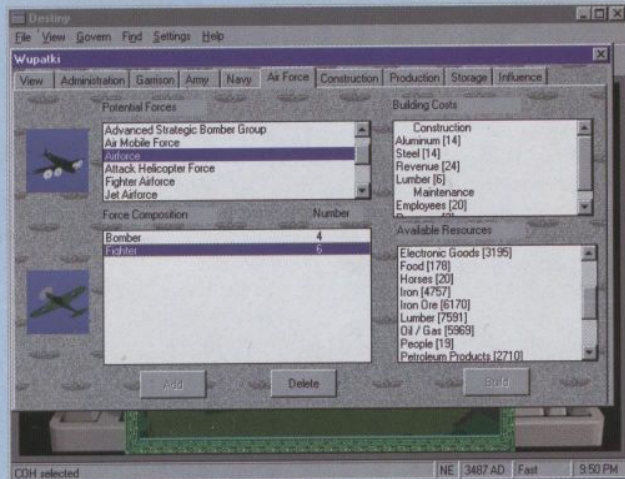 Destiny
File View Govern Find Settings Help
Wupatki
View Administration Garrison Army Navy Air Force Construction Production Storage Influence
Potential Forces
Advanced Strategic Bomber Group
Air Mobile Force
Airforce
Attack Helicopter Force
Fighter Airforce
Jet Airforce
Building Costs
Construction
Aluminum [14]
Steel [14]
Revenue [24]
Lumber [6]
Maintenance
Employees [20]
Force Composition Number
Bomber 4
Fighter 6
Available Resources
Electronic Goods [3195]
Food [178]
Horses [20]
Iron [4757]
Iron Ore [6170]
Lumber [7591]
Oil / Gas [5969]
People [19]
Petroleum Products [2710]
Add Delete Build
COH selected NE 3487 AD Fast 9:50 PM